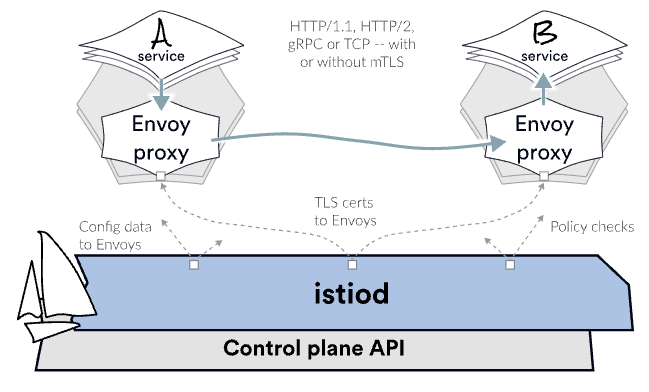 A
service
HTTP/1.1, HTTP/2,
gRPC or TCP -- with
or without mTLS
B
service
Envoy
proxy
Envoy
proxy
TLS certs
to Envoys
Config data
to Envoys
Policy checks
istiod
Control plane API